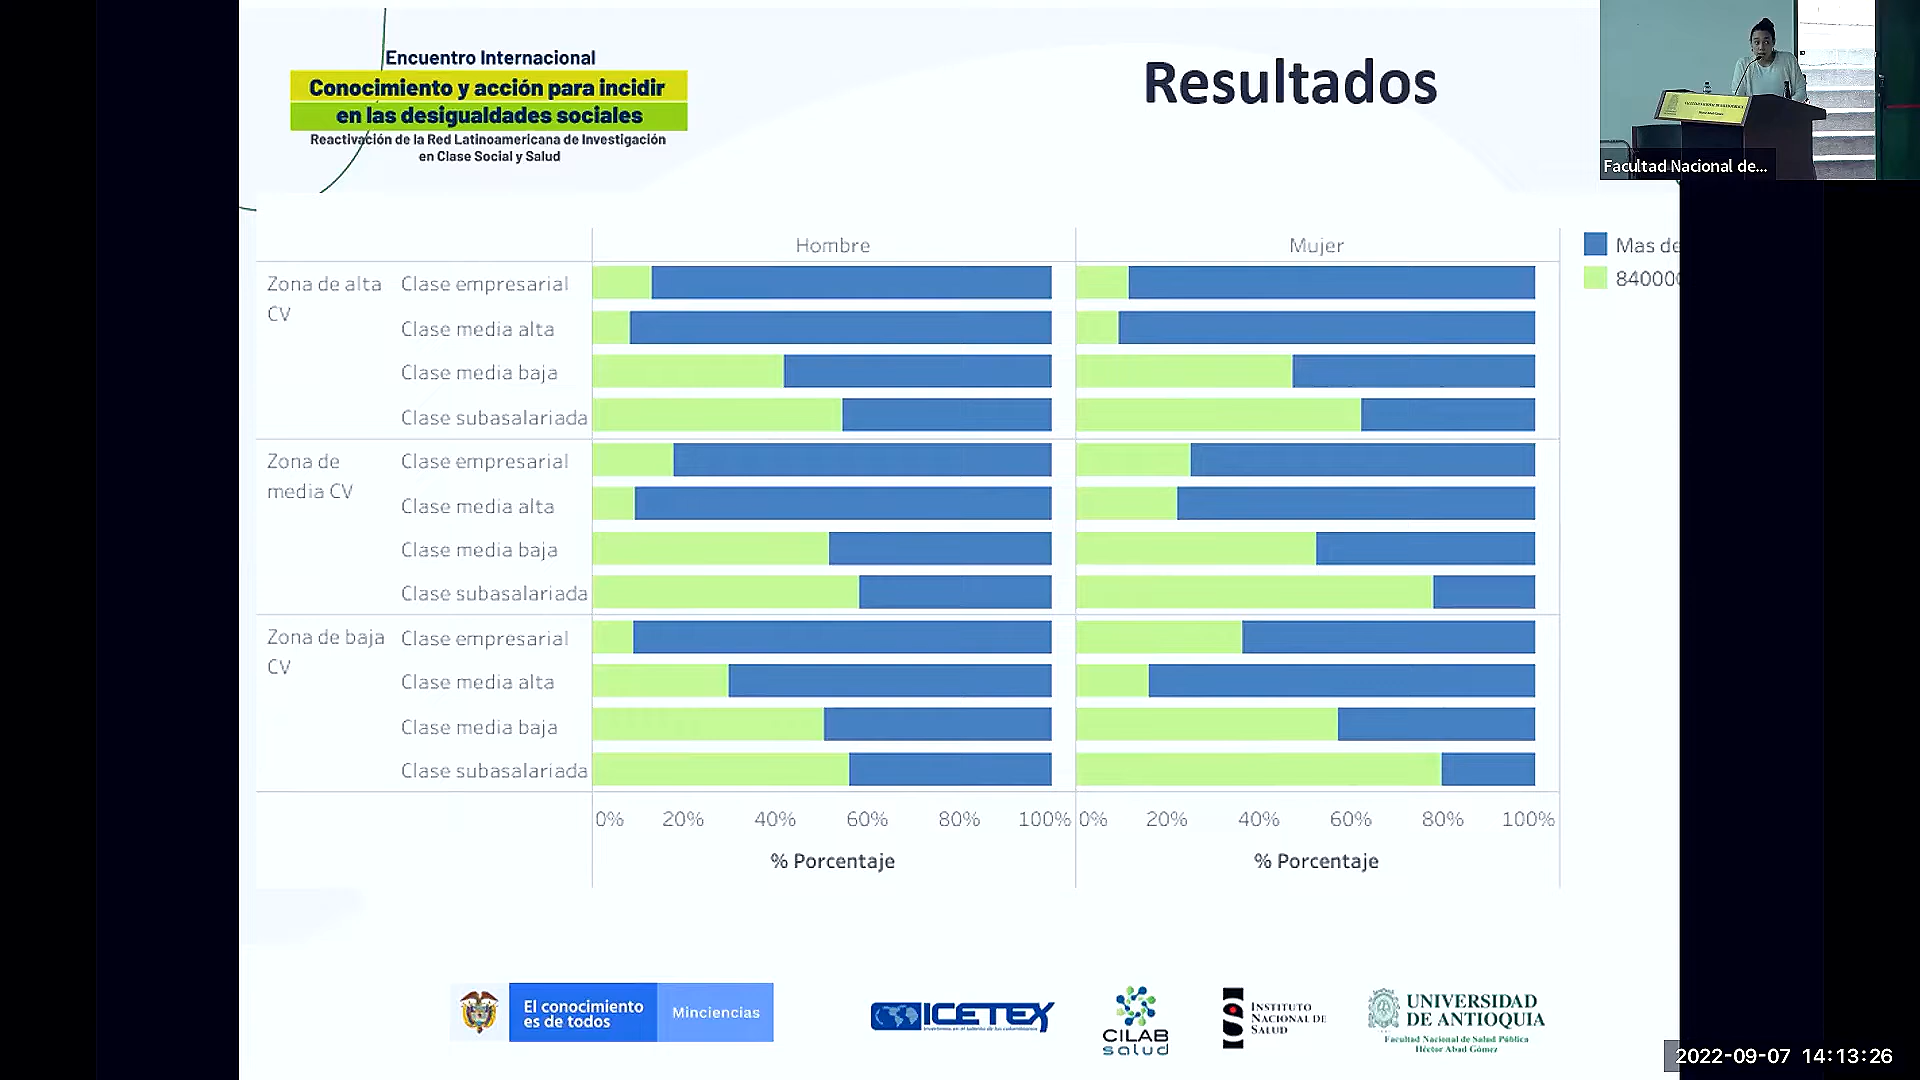 Encuentro Internacional
Conocimiento y acción para incidir
en las desigualdades sociales
Reactivación de la Red Latinoamericana de Investigación
en Clase Social y Salud
Resultados
Facultad Nacional de...
Hombre
Mujer
Mas de
84000
Zona de alta
CV
Clase empresarial
Clase media alta
Clase media baja
Clase subasalariada
Zona de
media CV
Clase empresarial
Clase media alta
Clase media baja
Clase subasalariada
Zona de baja
CV
Clase empresarial
Clase media alta
Clase media baja
Clase subasalariada
0% 20% 40% 60% 80% 100%
0% 20% 40% 60% 80% 100%
% Porcentaje
% Porcentaje
El conocimiento
es de todos
Minciencias
ICETEX
CILAB
salud
INSTITUTO
NACIONAL DE
SALUD
UNIVERSIDAD
DE ANTIOQUIA
Facultad Nacional de Salud Pública
Héctor Abad Gómez
2022-09-07 14:13:26